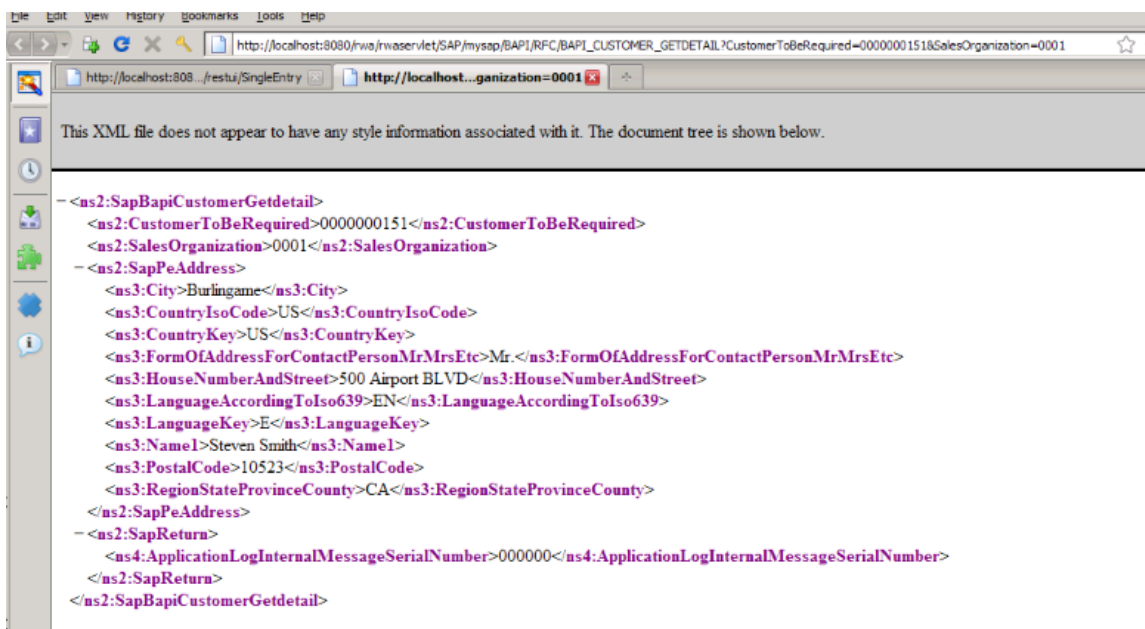 File Edit View History Bookmarks Tools Help
http://localhost:8080/rwa/rwaservlet/SAP/mysap/BAPI/RFC/BAPI_CUSTOMER_GETDETAIL?CustomerToBeRequired=0000000151&SalesOrganization=0001
http://localhost:808.../restui/SingleEntry http://localhost...ganization=0001
This XML file does not appear to have any style information associated with it. The document tree is shown below.
−<ns2:SapBapiCustomerGetdetail>
<ns2:CustomerToBeRequired>0000000151</ns2:CustomerToBeRequired>
<ns2:SalesOrganization>0001</ns2:SalesOrganization>
−<ns2:SapPeAddress>
<ns3:City>Burlingame</ns3:City>
<ns3:CountryIsoCode>US</ns3:CountryIsoCode>
<ns3:CountryKey>US</ns3:CountryKey>
<ns3:FormOfAddressForContactPersonMrMrsEtc>Mr.</ns3:FormOfAddressForContactPersonMrMrsEtc>
<ns3:HouseNumberAndStreet>500 Airport BLVD</ns3:HouseNumberAndStreet>
<ns3:LanguageAccordingToIso639>EN</ns3:LanguageAccordingToIso639>
<ns3:LanguageKey>E</ns3:LanguageKey>
<ns3:Name1>Steven Smith</ns3:Name1>
<ns3:PostalCode>10523</ns3:PostalCode>
<ns3:RegionStateProvinceCounty>CA</ns3:RegionStateProvinceCounty>
</ns2:SapPeAddress>
−<ns2:SapReturn>
<ns4:ApplicationLogInternalMessageSerialNumber>000000</ns4:ApplicationLogInternalMessageSerialNumber>
</ns2:SapReturn>
</ns2:SapBapiCustomerGetdetail>